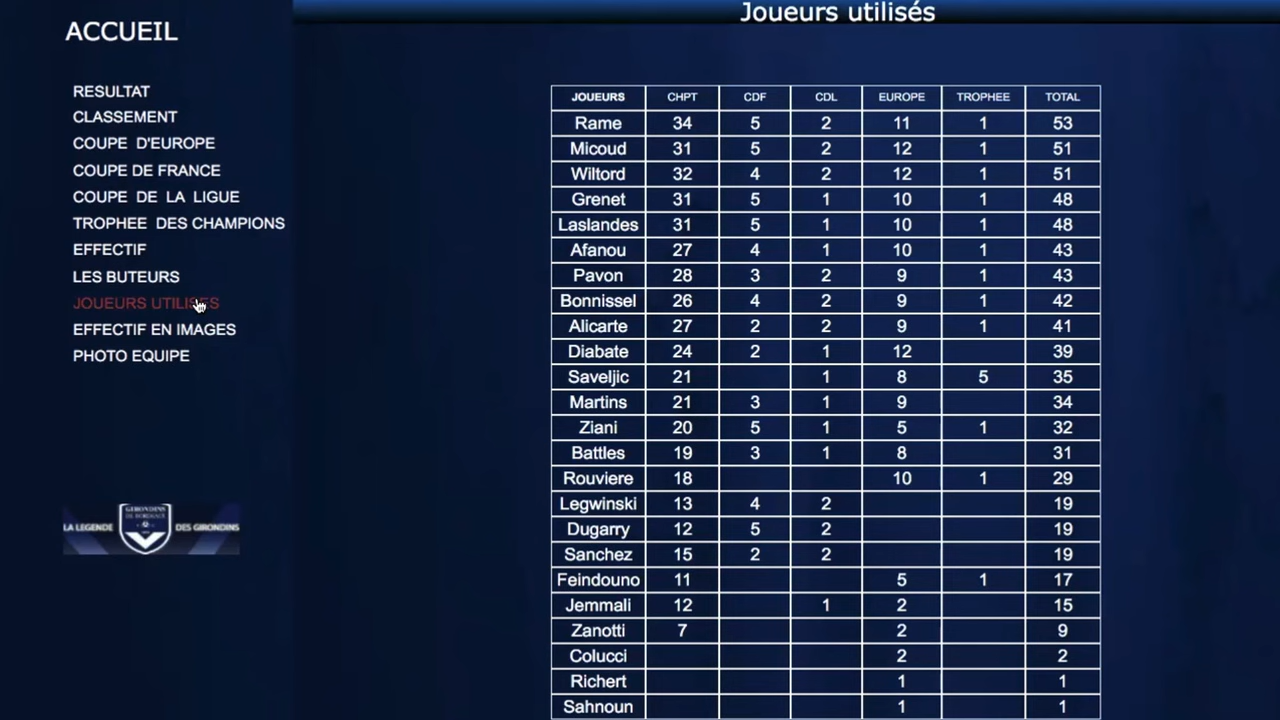 Joueurs utilisés
ACCUEIL
RESULTAT
CLASSEMENT
COUPE D'EUROPE
COUPE DE FRANCE
COUPE DE LA LIGUE
TROPHEE DES CHAMPIONS
EFFECTIF
LES BUTEURS
JOUEURS UTILISES
EFFECTIF EN IMAGES
PHOTO EQUIPE
LA LEGENDE GIRONDINS DE BORDEAUX DES GIRONDINS
JOUEURS CHPT CDF CDL EUROPE TROPHEE TOTAL
Rame 34 5 2 11 1 53
Micoud 31 5 2 12 1 51
Wiltord 32 4 2 12 1 51
Grenet 31 5 1 10 1 48
Laslandes 31 5 1 10 1 48
Afanou 27 4 1 10 1 43
Pavon 28 3 2 9 1 43
Bonnissel 26 4 2 9 1 42
Alicarte 27 2 2 9 1 41
Diabate 24 2 1 12 39
Saveljic 21 1 8 5 35
Martins 21 3 1 9 34
Ziani 20 5 1 5 1 32
Battles 19 3 1 8 31
Rouviere 18 10 1 29
Legwinski 13 4 2 19
Dugarry 12 5 2 19
Sanchez 15 2 2 19
Feindouno 11 5 1 17
Jemmali 12 1 2 15
Zanotti 7 2 9
Colucci 2 2
Richert 1 1
Sahnoun 1 1